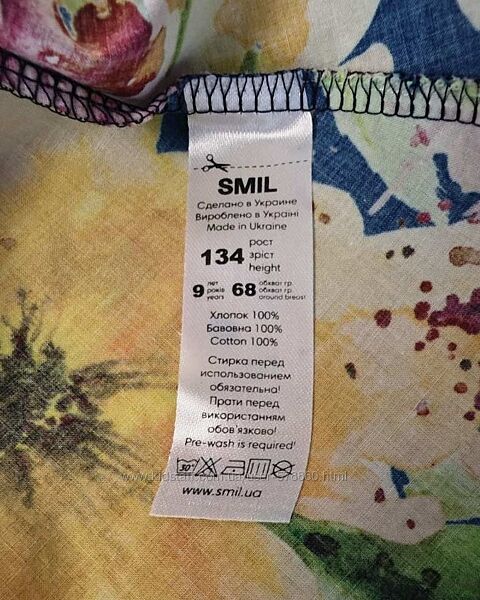 SMIL
Сделано в Украине
Вироблено в Україні
Made in Ukraine
134 рост
зріст
height
9 лет
років
years
68 обхват гр.
обхват гр.
around breast
Хлопок 100%
Бавовна 100%
Cotton 100%
Стирка перед
использованием
обязательна!
Прати перед
використанням
обов'язково!
Pre-wash is required!
30°
www.smil.ua